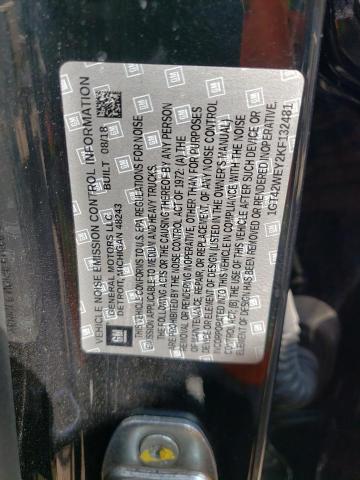 VEHICLE NOISE EMISSION CONTROL INFORMATION
GENERAL MOTORS LLC
DETROIT, MICHIGAN 48243
BUILT 08/18
GM
THIS VEHICLE CONFORMS TO U.S. EPA REGULATIONS FOR NOISE
EMISSION APPLICABLE TO MEDIUM AND HEAVY TRUCKS.
THE FOLLOWING ACTS OR THE CAUSING THEREOF BY ANY PERSON
ARE PROHIBITED BY THE NOISE CONTROL ACT OF 1972: (A) THE
REMOVING OR RENDERING INOPERATIVE, OTHER THAN FOR PURPOSES
OF MAINTENANCE, REPAIR, OR REPLACEMENT, OF ANY NOISE CONTROL
DEVICE OR ELEMENT OF DESIGN (LISTED IN THE OWNER'S MANUAL)
INCORPORATED INTO THIS VEHICLE IN COMPLIANCE WITH THE NOISE
CONTROL ACT; (B) THE USE OF THIS VEHICLE AFTER SUCH DEVICE OR
ELEMENT OF DESIGN HAS BEEN REMOVED OR RENDERED INOPERATIVE.
1GT42WEY2KF132481